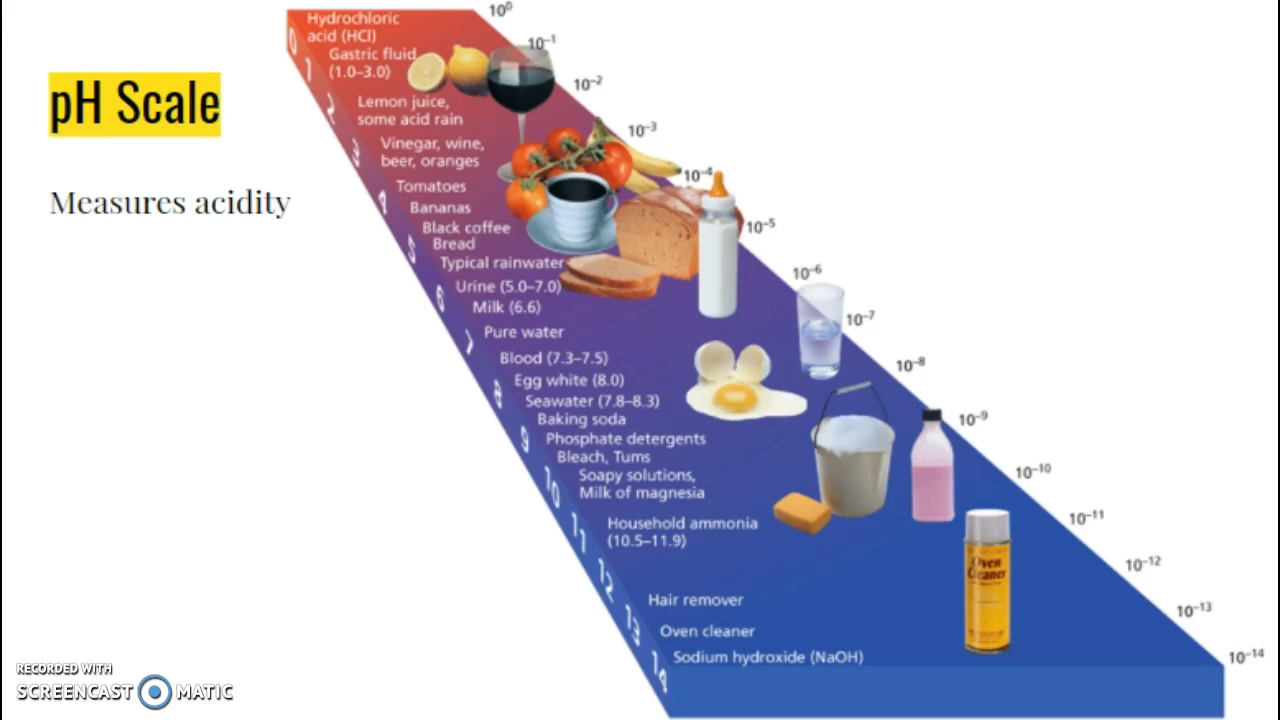 pH Scale
Measures acidity
Hydrochloric
acid (HCl)
Gastric fluid
(1.0–3.0)
Lemon juice,
some acid rain
Vinegar, wine,
beer, oranges
Tomatoes
Bananas
Black coffee
Bread
Typical rainwater
Urine (5.0–7.0)
Milk (6.6)
Pure water
Blood (7.3–7.5)
Egg white (8.0)
Seawater (7.8–8.3)
Baking soda
Phosphate detergents
Bleach, Tums
Soapy solutions,
Milk of magnesia
Household ammonia
(10.5–11.9)
Hair remover
Oven cleaner
Sodium hydroxide (NaOH)
0
1
2
3
4
5
6
7
8
9
10
11
12
13
14
10⁰
10⁻¹
10⁻²
10⁻³
10⁻⁴
10⁻⁵
10⁻⁶
10⁻⁷
10⁻⁸
10⁻⁹
10⁻¹⁰
10⁻¹¹
10⁻¹²
10⁻¹³
10⁻¹⁴
Oven
Cleaner
RECORDED WITH
SCREENCAST MATIC